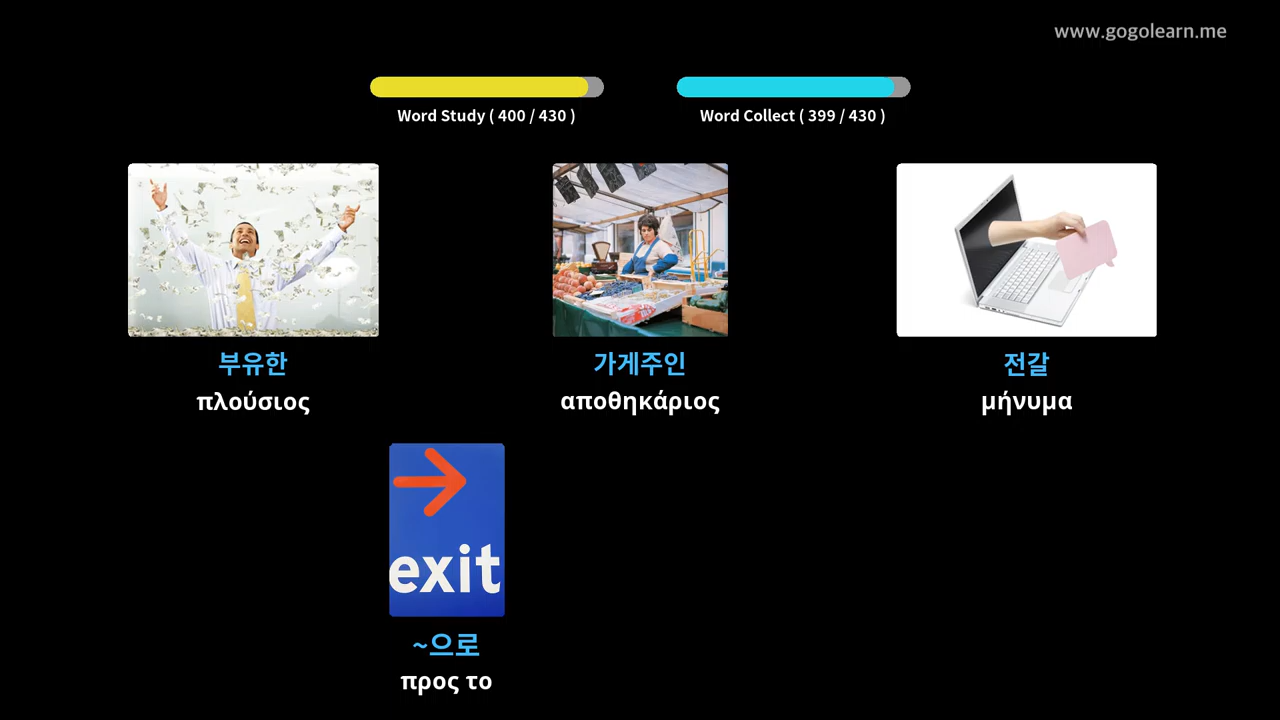 www.gogolearn.me
Word Study ( 400 / 430 )
Word Collect ( 399 / 430 )
부유한
πλούσιος
가게주인
αποθηκάριος
전갈
μήνυμα
exit
~으로
προς το